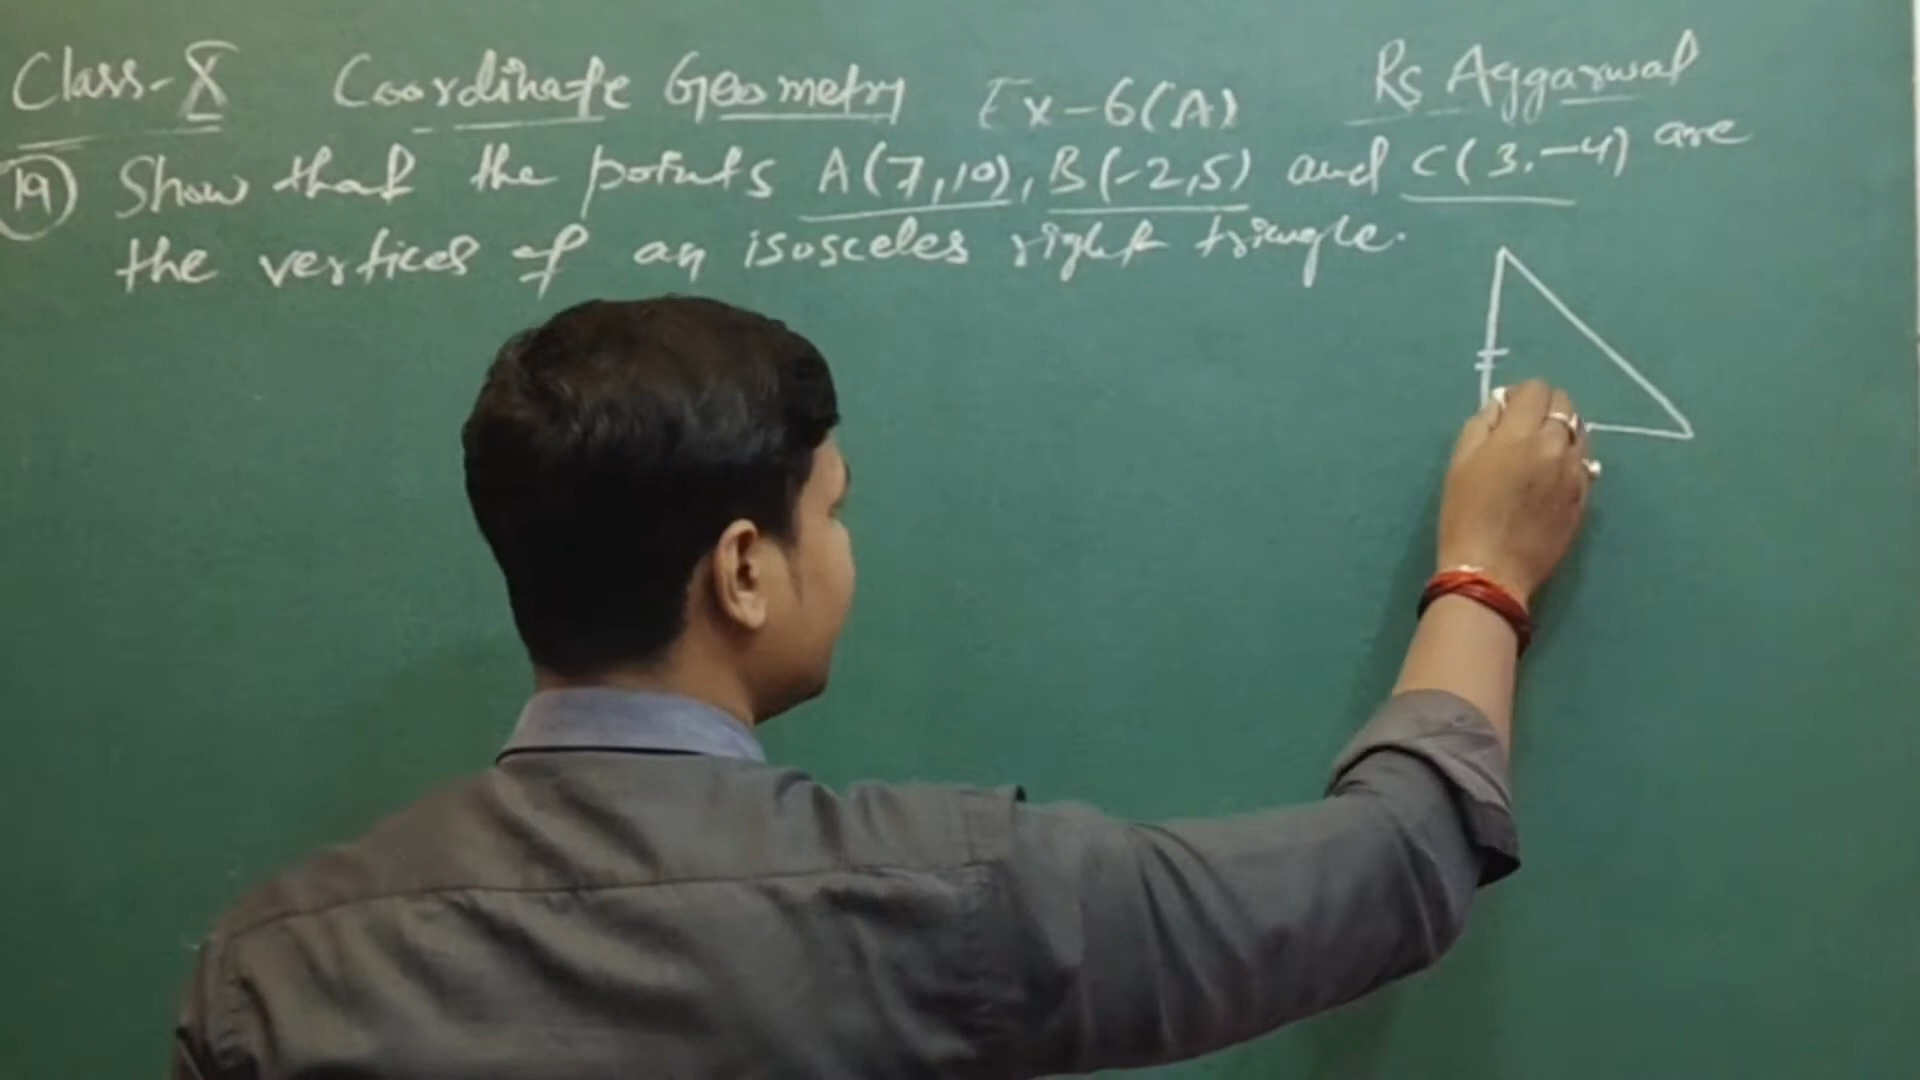 Class-X Coordinate Geometry Ex-6(A) Rs Aggarwal
19 Show that the points A(7,10), B(-2,5) and C(3,-4) are
the vertices of an isosceles right triangle.